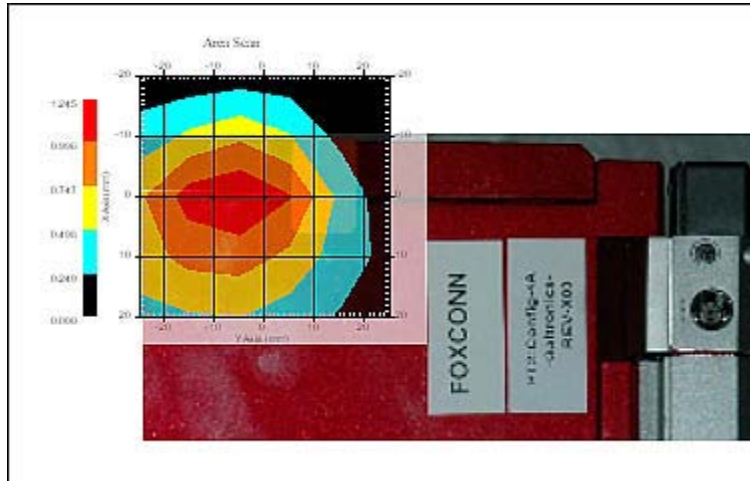 Area Scan
-20 -10 0 10 20
-20 -20
-10 -10
0 0
10 10
20 20
-20 -10 0 10 20
Y Axis (mm)
X Axis (mm)
1.245
0.996
0.747
0.498
0.249
0.000
FOXCONN
-Galtronics-
REV-X03